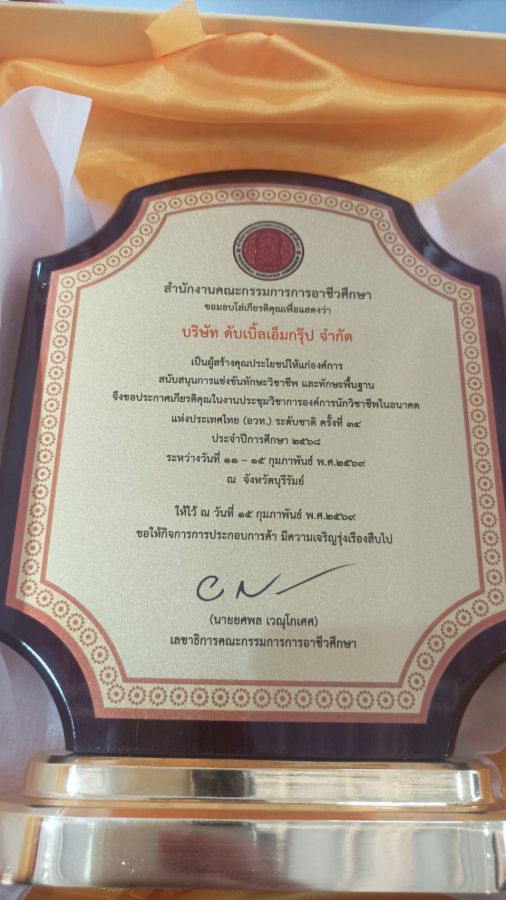 สำนักงานคณะกรรมการการอาชีวศึกษา
ขอมอบโล่เกียรติคุณเพื่อแสดงว่า
บริษัท ดับเบิ้ลเอ็มกรุ๊ป จำกัด
เป็นผู้สร้างคุณประโยชน์ให้แก่องค์การ
สนับสนุนการแข่งขันทักษะวิชาชีพ และทักษะพื้นฐาน
จึงขอประกาศเกียรติคุณในงานประชุมวิชาการองค์การนักวิชาชีพในอนาคต
แห่งประเทศไทย (อวท.) ระดับชาติ ครั้งที่ ๓๔
ประจำปีการศึกษา ๒๕๖๘
ระหว่างวันที่ ๑๑ - ๑๕ กุมภาพันธ์ พ.ศ.๒๕๖๙
ณ จังหวัดบุรีรัมย์
ให้ไว้ ณ วันที่ ๑๕ กุมภาพันธ์ พ.ศ.๒๕๖๙
ขอให้กิจการการประกอบการค้า มีความเจริญรุ่งเรืองสืบไป
(นายยศพล เวณุโกเศศ)
เลขาธิการคณะกรรมการการอาชีวศึกษา